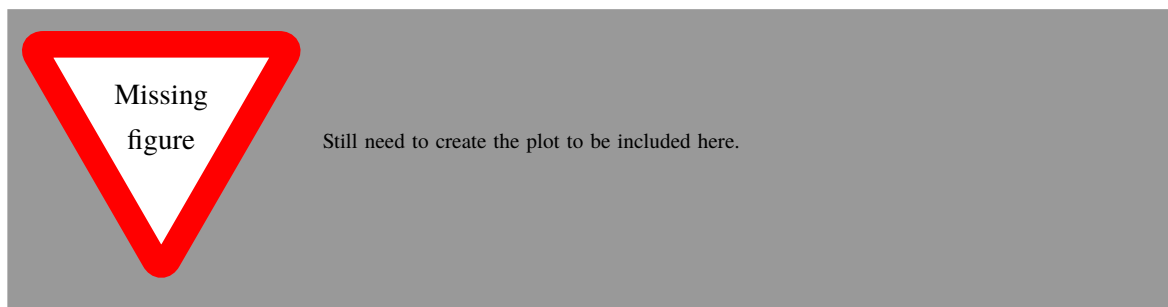 Missing
figure
Still need to create the plot to be included here.